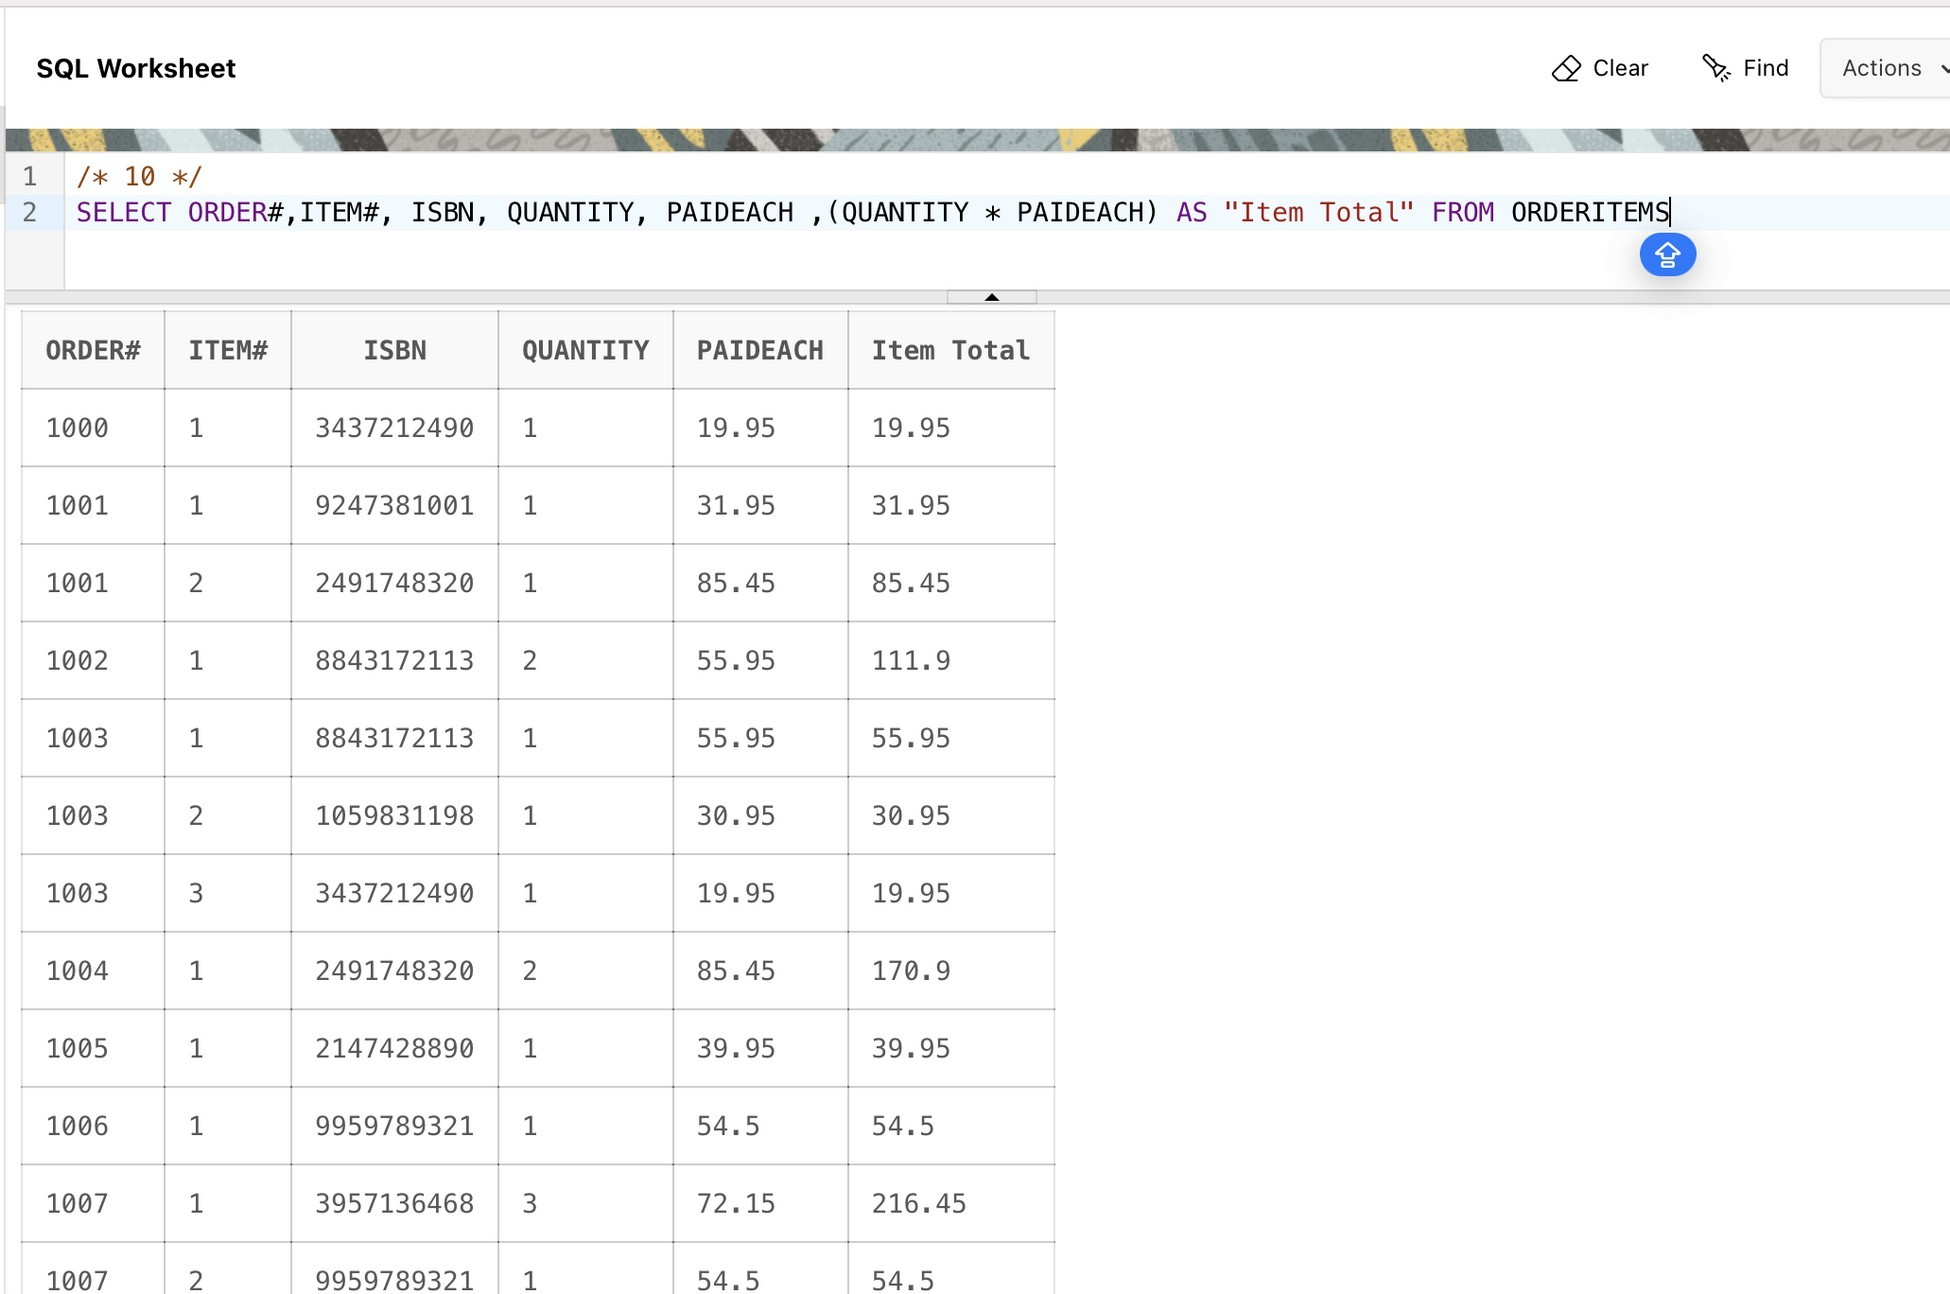 SQL Worksheet
Clear
Find
Actions
1 /* 10 */
2 SELECT ORDER#,ITEM#, ISBN, QUANTITY, PAIDEACH ,(QUANTITY * PAIDEACH) AS "Item Total" FROM ORDERITEMS
ORDER# ITEM# ISBN QUANTITY PAIDEACH Item Total
1000 1 3437212490 1 19.95 19.95
1001 1 9247381001 1 31.95 31.95
1001 2 2491748320 1 85.45 85.45
1002 1 8843172113 2 55.95 111.9
1003 1 8843172113 1 55.95 55.95
1003 2 1059831198 1 30.95 30.95
1003 3 3437212490 1 19.95 19.95
1004 1 2491748320 2 85.45 170.9
1005 1 2147428890 1 39.95 39.95
1006 1 9959789321 1 54.5 54.5
1007 1 3957136468 3 72.15 216.45
1007 2 9959789321 1 54.5 54.5